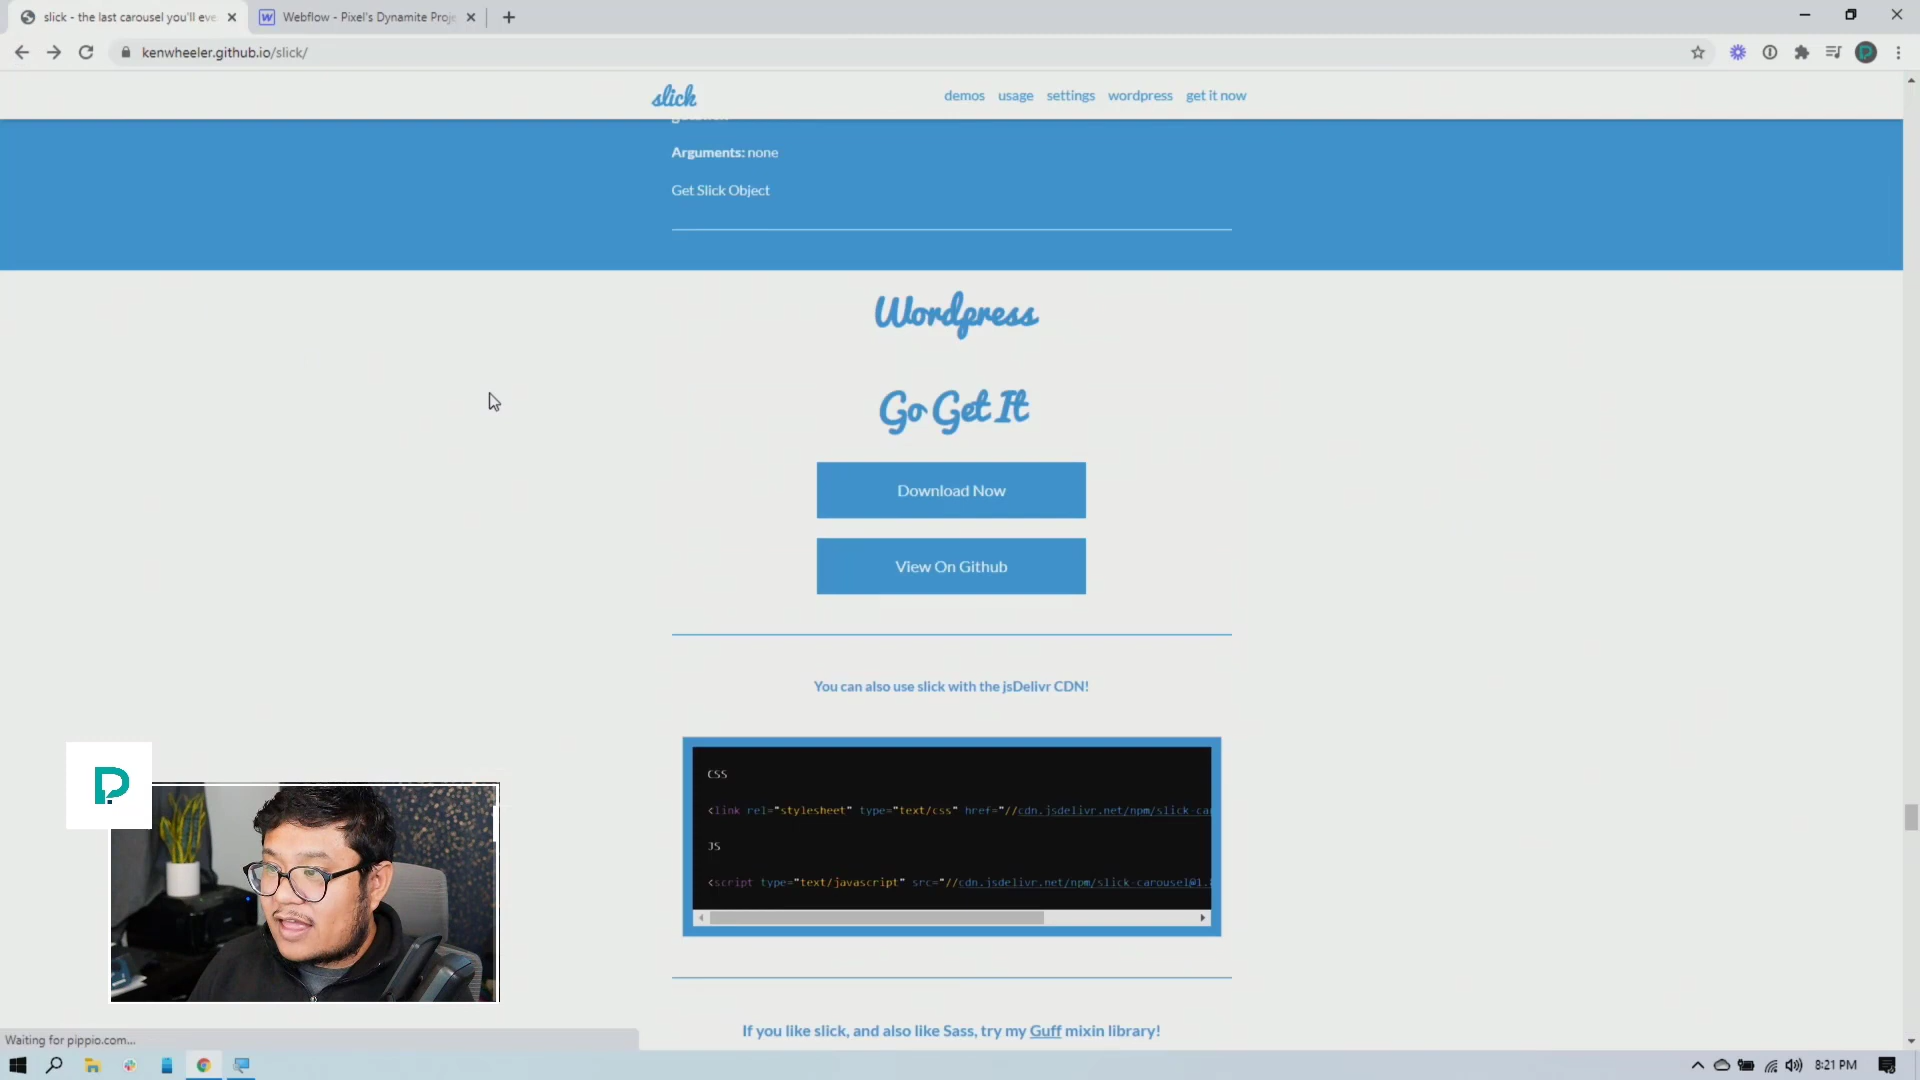 slick - the last carousel you'll eve
Webflow - Pixel's Dynamite Proje
kenwheeler.github.io/slick/
slick
demos usage settings wordpress get it now
Arguments: none
Get Slick Object
Wordpress
Go Get It
Download Now
View On Github
You can also use slick with the jsDelivr CDN!
CSS
<link rel="stylesheet" type="text/css" href="//cdn.jsdelivr.net/npm/slick-ca
JS
<script type="text/javascript" src="//cdn.jsdelivr.net/npm/slick-carousel@1.8
If you like slick, and also like Sass, try my Guff mixin library!
Waiting for pippio.com...
8:21 PM